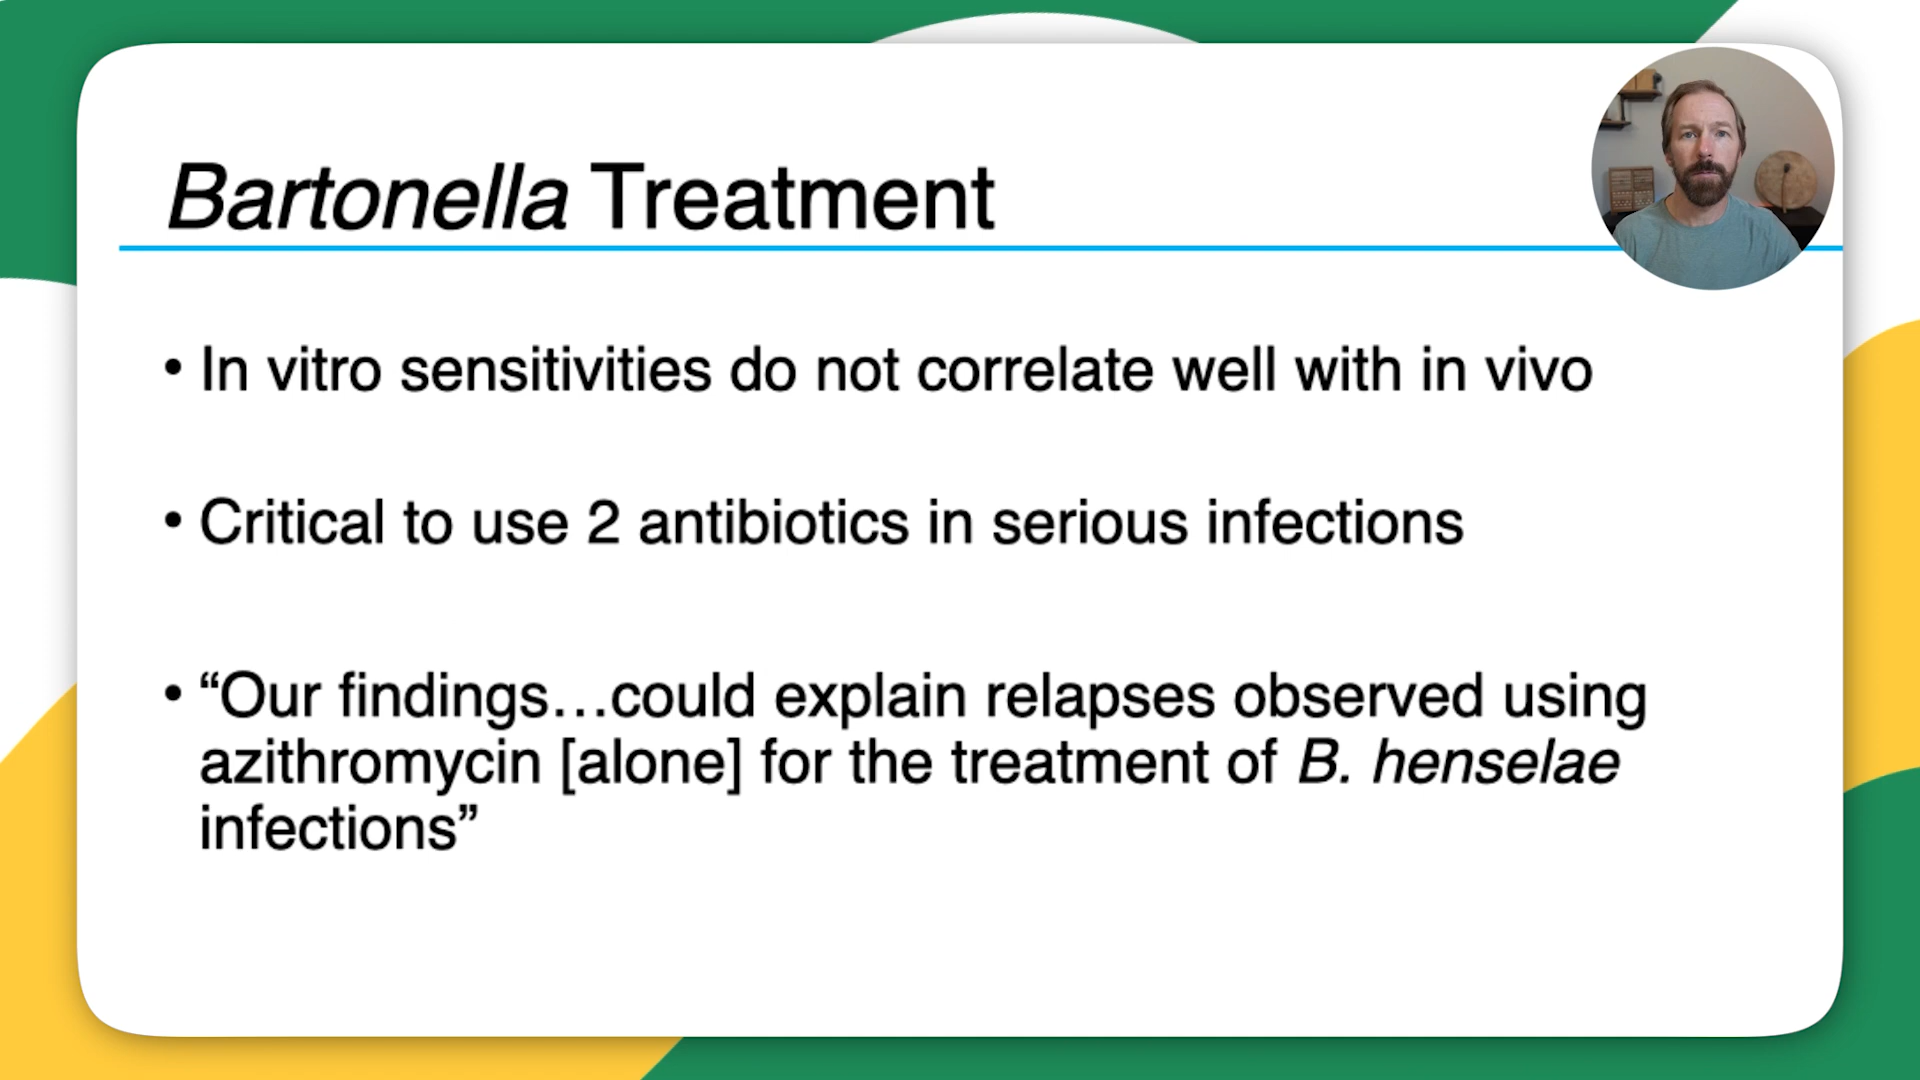 Bartonella Treatment
• In vitro sensitivities do not correlate well with in vivo
• Critical to use 2 antibiotics in serious infections
• “Our findings…could explain relapses observed using
azithromycin [alone] for the treatment of B. henselae
infections”